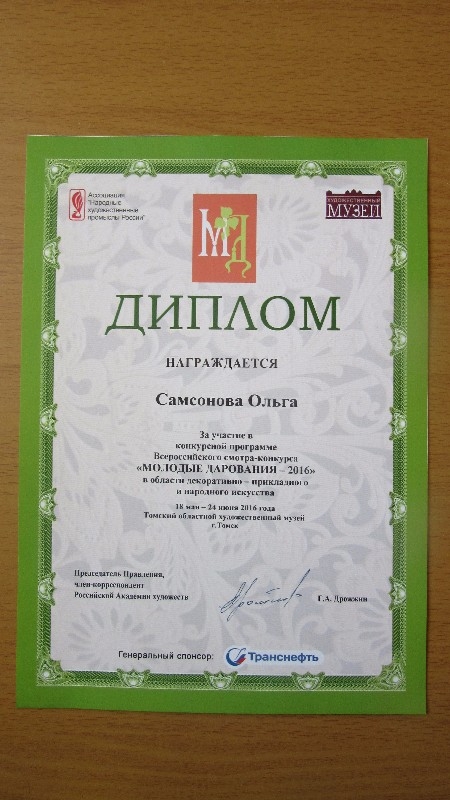 Ассоциация
"Народные
художественные
промыслы России"
ХУДОЖЕСТВЕННЫЙ
МУЗЕЙ
МД
ДИПЛОМ
НАГРАЖДАЕТСЯ
Самсонова Ольга
За участие в
конкурсной программе
Всероссийского смотра-конкурса
«МОЛОДЫЕ ДАРОВАНИЯ – 2016»
в области декоративно – прикладного
и народного искусства
18 мая – 24 июня 2016 года
Томский областной художественный музей
г.Томск
Председатель Правления,
член-корреспондент
Российской Академии художеств
Г.А. Дрожжин
Генеральный спонсор:
Транснефть